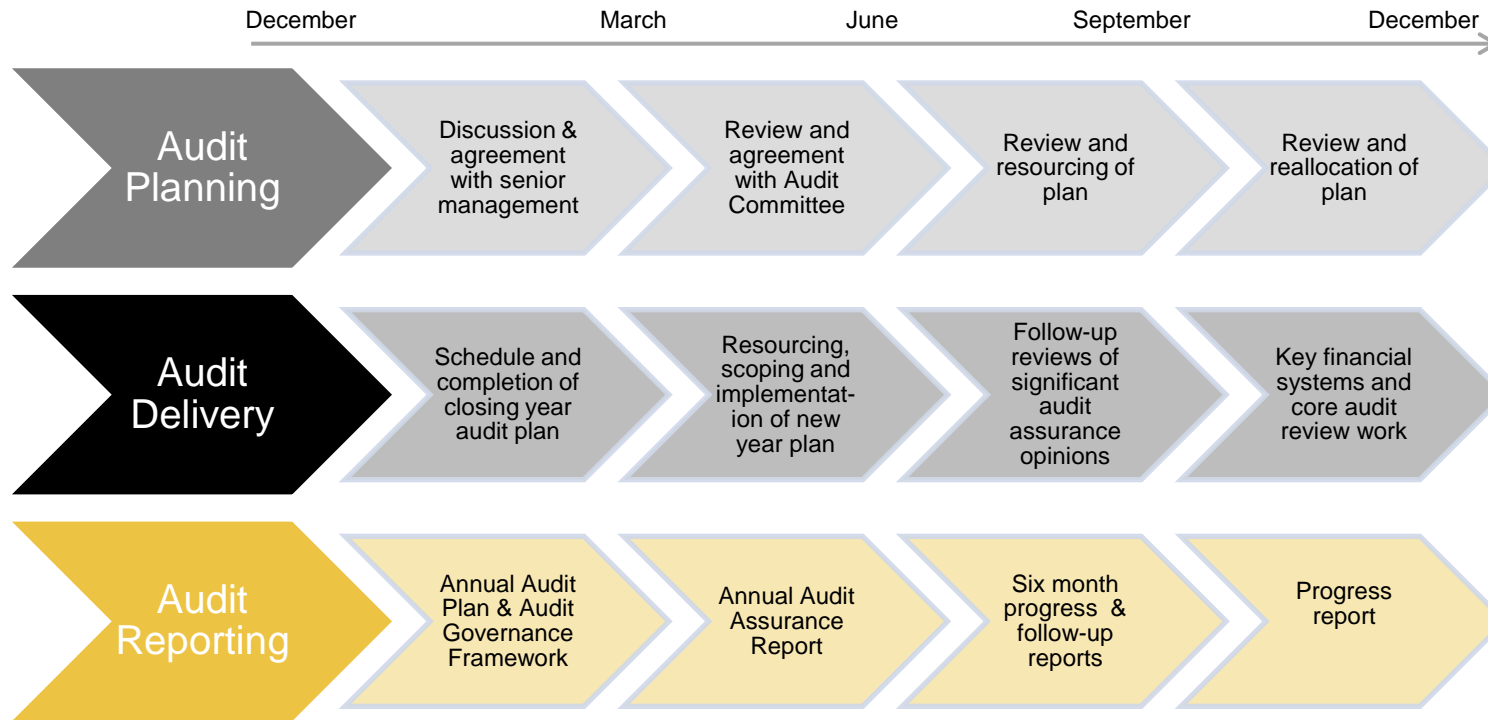 December March June September December
Audit
Planning
Discussion &
agreement
with senior
management
Review and
agreement
with Audit
Committee
Review and
resourcing of
plan
Review and
reallocation of
plan
Audit
Delivery
Schedule and
completion of
closing year
audit plan
Resourcing,
scoping and
implementat-
ion of new
year plan
Follow-up
reviews of
significant
audit
assurance
opinions
Key financial
systems and
core audit
review work
Audit
Reporting
Annual Audit
Plan & Audit
Governance
Framework
Annual Audit
Assurance
Report
Six month
progress  &
follow-up
reports
Progress
report